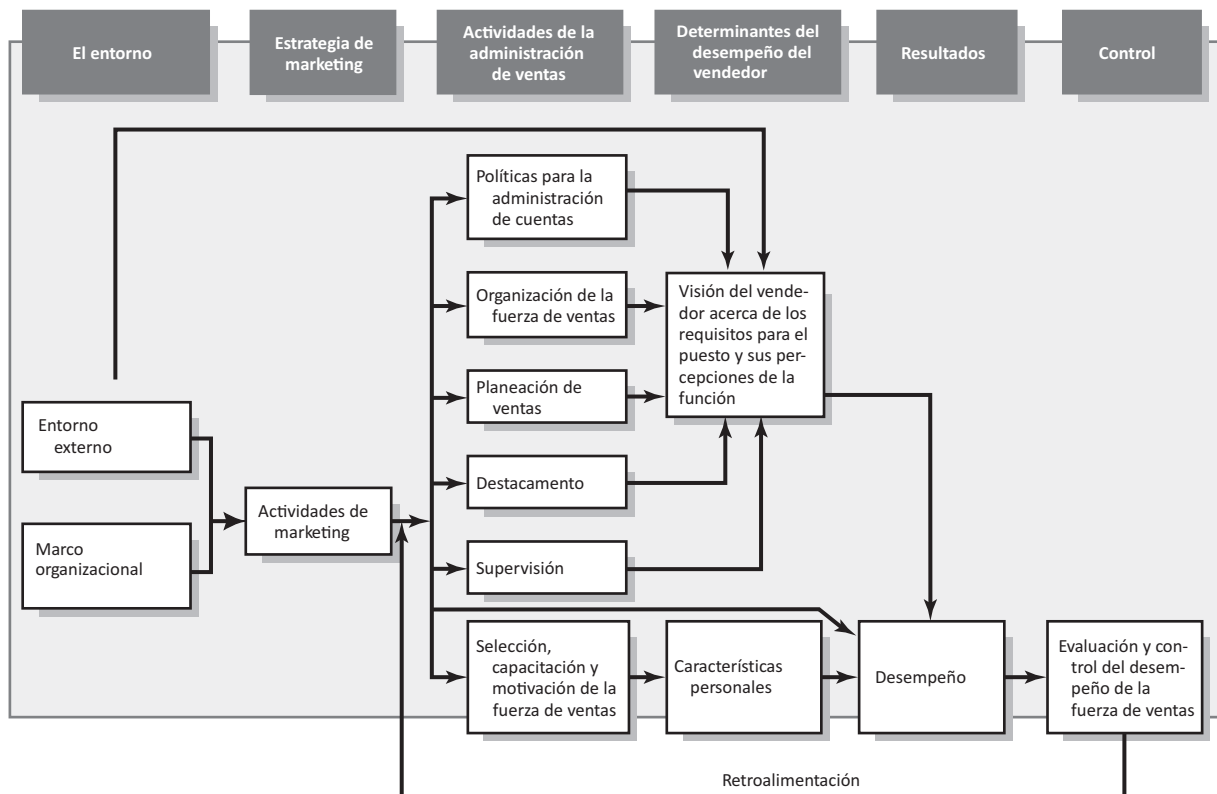 El entorno
Estrategia de
marketing
Actividades de la
administración
de ventas
Determinantes del
desempeño del
vendedor
Resultados
Control
Políticas para la
administración
de cuentas
Organización de la
fuerza de ventas
Visión del vende-
dor acerca de los
requisitos para el
puesto y sus per-
cepciones de la
función
Planeación de
ventas
Entorno
externo
Destacamento
Actividades de
marketing
Marco
organizacional
Supervisión
Selección,
capacitación y
motivación de la
fuerza de ventas
Características
personales
Desempeño
Evaluación y con-
trol del desem-
peño de la
fuerza de ventas
Retroalimentación